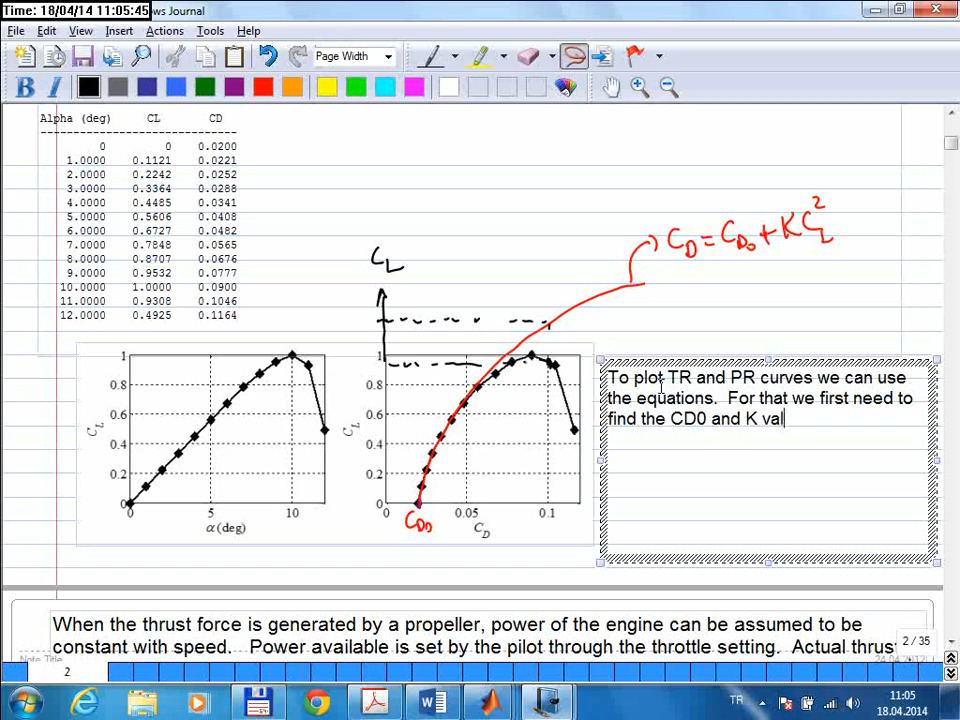 Time: 18/04/14 11:05:45
ws Journal
File Edit View Insert Actions Tools Help
Page Width
B I
Alpha (deg) CL CD
0 0 0.0200
1.0000 0.1121 0.0221
2.0000 0.2242 0.0252
3.0000 0.3364 0.0288
4.0000 0.4485 0.0341
5.0000 0.5606 0.0408
6.0000 0.6727 0.0482
7.0000 0.7848 0.0565
8.0000 0.8707 0.0676
9.0000 0.9532 0.0777
10.0000 1.0000 0.0900
11.0000 0.9308 0.1046
12.0000 0.4925 0.1164
CD = CD0 + KCL²
CL
1
0.8
0.6
0.4
0.2
0
CL
0 5 10
α(deg)
1
0.8
0.6
0.4
0.2
0
CL
0 0.05 0.1
CD
CD0
To plot TR and PR curves we can use
the equations. For that we first need to
find the CD0 and K val
When the thrust force is generated by a propeller, power of the engine can be assumed to be
constant with speed. Power available is set by the pilot through the throttle setting. Actual thrus
2 / 35
Note Title
24.04.2012
2
TR
11:05
18.04.2014